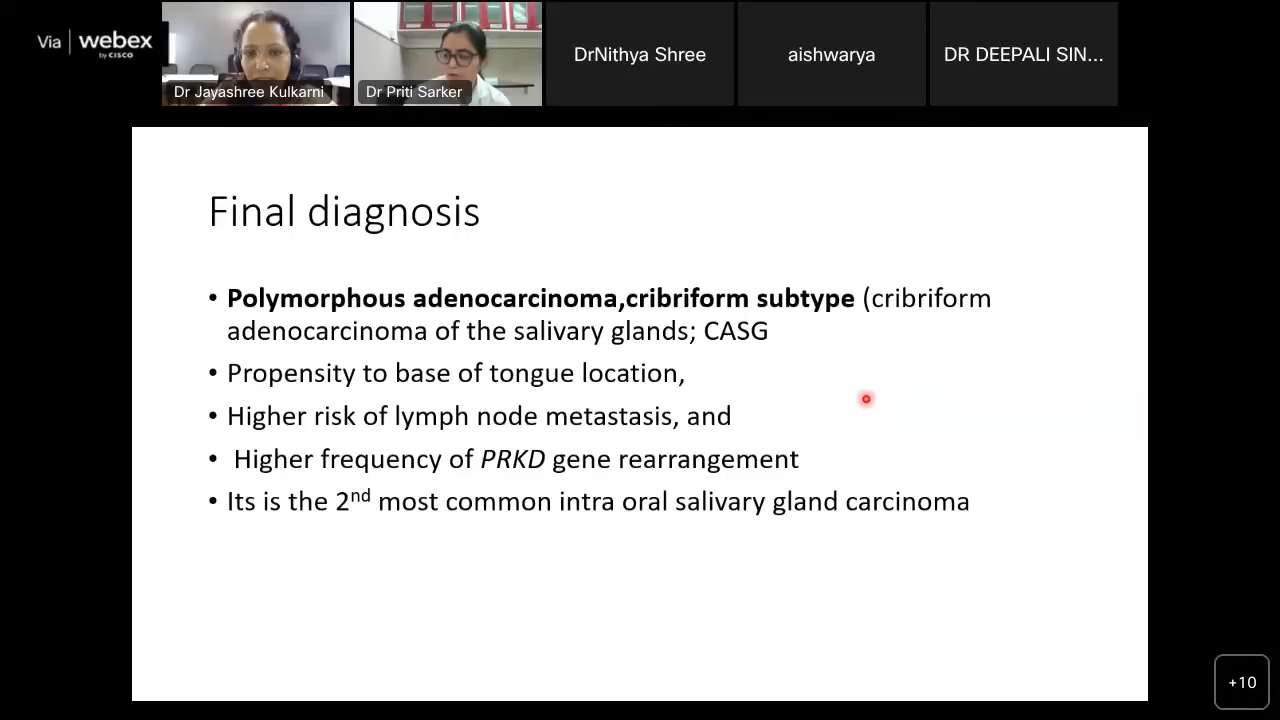 Via | webex
by CISCO
Dr Jayashree Kulkarni
Dr Priti Sarker
DrNithya Shree
aishwarya
DR DEEPALI SIN...
Final diagnosis
• Polymorphous adenocarcinoma,cribriform subtype (cribriform
adenocarcinoma of the salivary glands; CASG
• Propensity to base of tongue location,
• Higher risk of lymph node metastasis, and
• Higher frequency of PRKD gene rearrangement
• Its is the 2nd most common intra oral salivary gland carcinoma
+10